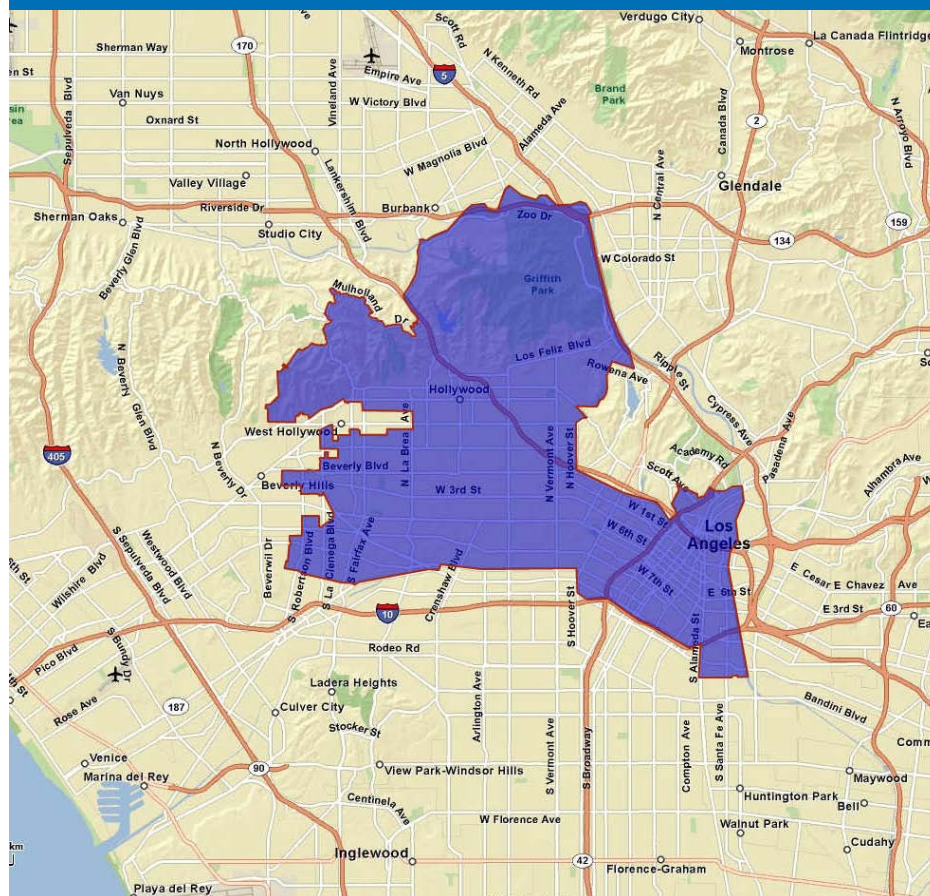 Verdugo City
La Canada Flintridge
Sherman Way
170
Scott Rd
N Kenneth Rd
Montrose
5
Empire Ave
Vineland Ave
Brand
Park
Van Nuys
W Victory Blvd
Alameda Ave
Canada Blvd
N Arroyo Blvd
Sepulveda Blvd
Oxnard St
2
North Hollywood
W Magnolia Blvd
N Central Ave
Valley Village
Lankershim Blvd
Glendale
Riverside Dr
Burbank
Zoo Dr
Sherman Oaks
Studio City
159
134
Beverly Glen Blvd
W Colorado St
Griffith
Park
Mulholland
Dr
Los Feliz Blvd
N Beverly Glen Blvd
Rowena Ave
Ripple St
Hollywood
Cypress Ave
Pasadena Ave
West Hollywood
N La Brea Ave
405
N Beverly Dr
N Vermont Ave
N Hoover St
Academy Rd
Alhambra Ave
Beverly Blvd
Scott Ave
Beverly Hills
W 3rd St
W 1st St
Los
Angeles
W 6th St
S Sepulveda Blvd
Westwood Blvd
Beverwil Dr
S Robertson Blvd
S La Cienega Blvd
S Fairfax Ave
Crenshaw Blvd
W 7th St
E Cesar E Chavez Ave
E 6th St
Wilshire Blvd
10
S Hoover St
E 3rd St
60
Pico Blvd
S Bundy Dr
Rodeo Rd
S Alameda St
Ladera Heights
Rose Ave
187
Culver City
Arlington Ave
Bandini Blvd
Stocker St
S Vermont Ave
S Broadway
Compton Ave
S Santa Fe Ave
Venice
90
View Park-Windsor Hills
Maywood
Marina del Rey
Huntington Park
Bell
Centinela Ave
W Florence Ave
Walnut Park
km
Cudahy
Inglewood
42
Florence-Graham
Playa del Rey